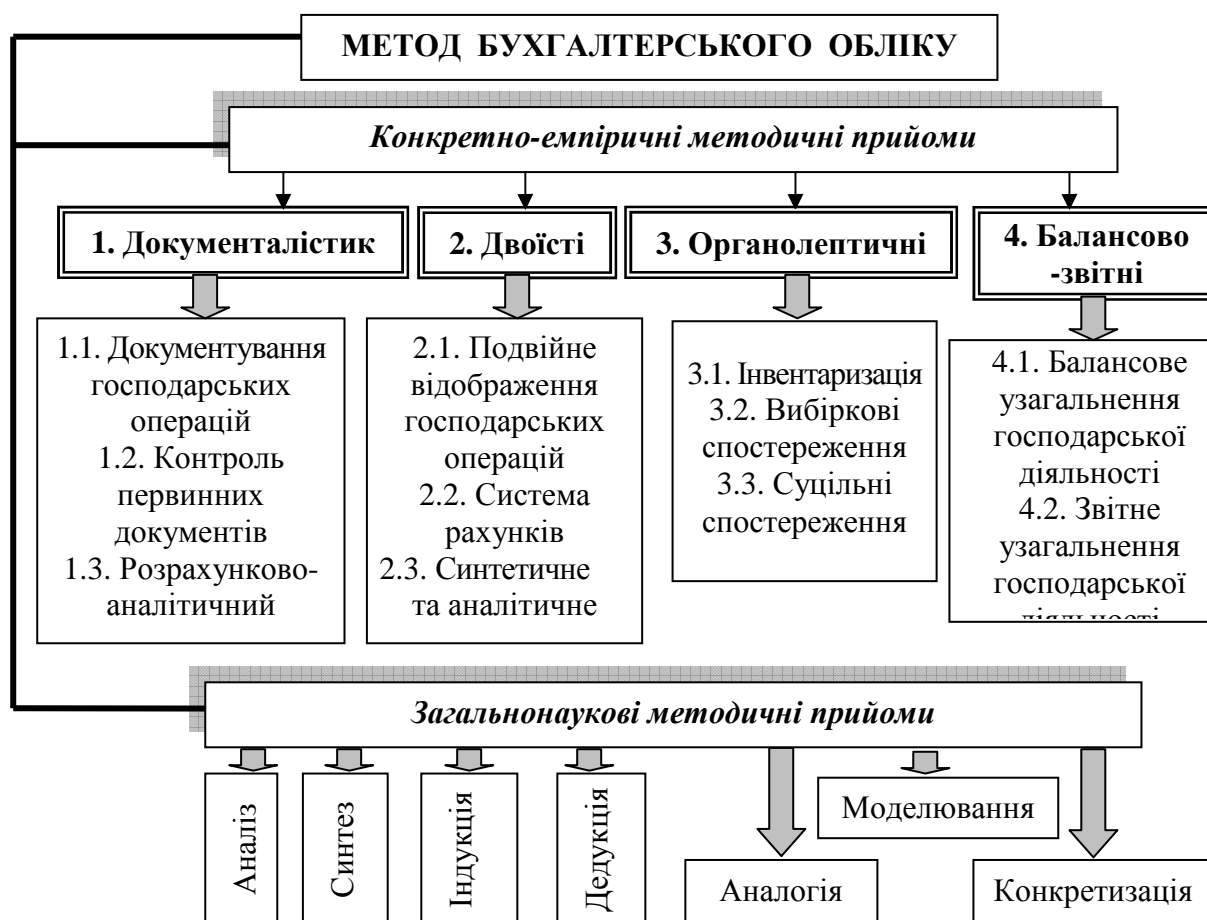 МЕТОД БУХГАЛТЕРСЬКОГО ОБЛІКУ
Конкретно-емпіричні методичні прийоми
1. Документалістик
2. Двоїсті
3. Органолептичні
4. Балансово
-звітні
1.1. Документування
господарських
операцій
1.2. Контроль
первинних
документів
1.3. Розрахунково-
аналітичний
2.1. Подвійне
відображення
господарських
операцій
2.2. Система
рахунків
2.3. Синтетичне
та аналітичне
3.1. Інвентаризація
3.2. Вибіркові
спостереження
3.3. Суцільні
спостереження
4.1. Балансове
узагальнення
господарської
діяльності
4.2. Звітне
узагальнення
господарської
діяльності
Загальнонаукові методичні прийоми
Аналіз
Синтез
Індукція
Дедукція
Аналогія
Моделювання
Конкретизація